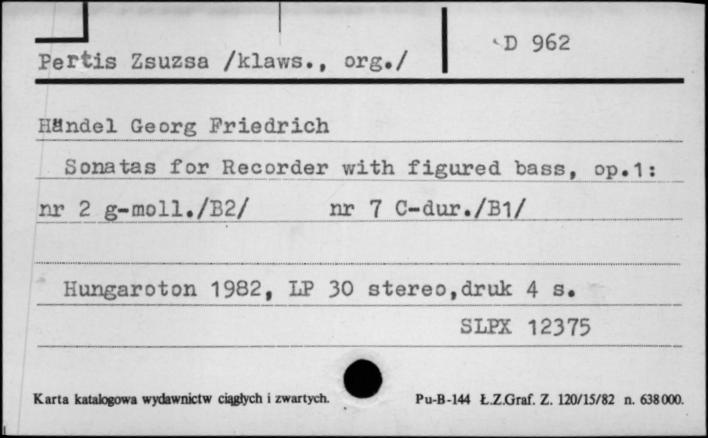 D 962
Pertis Zsuzsa /klaws., org./
Händel Georg Friedrich
Sonatas for Recorder with figured bass, op.1:
nr 2 g-moll./B2/ nr 7 C-dur./B1/
Hungaroton 1982, LP 30 stereo,druk 4 s.
SLPX 12375
Karta katalogowa wydawnictw ciągłych i zwartych. Pu-B-144 Ł.Z.Graf. Z. 120/15/82 n. 638000.